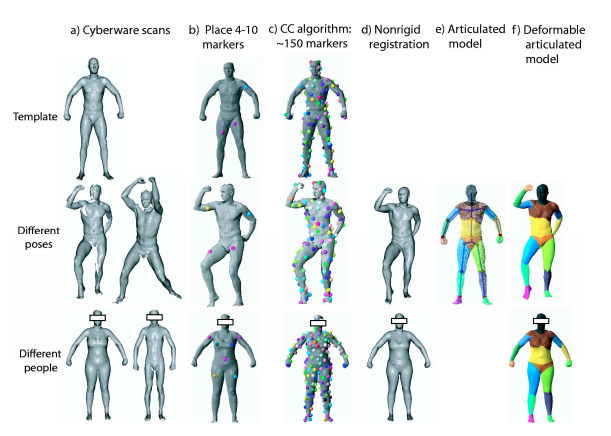 a) Cyberware scans
b) Place 4-10
markers
c) CC algorithm:
~150 markers
d) Nonrigid
registration
e) Articulated
model
f) Deformable
articulated
model
Template
Different
poses
Different
people